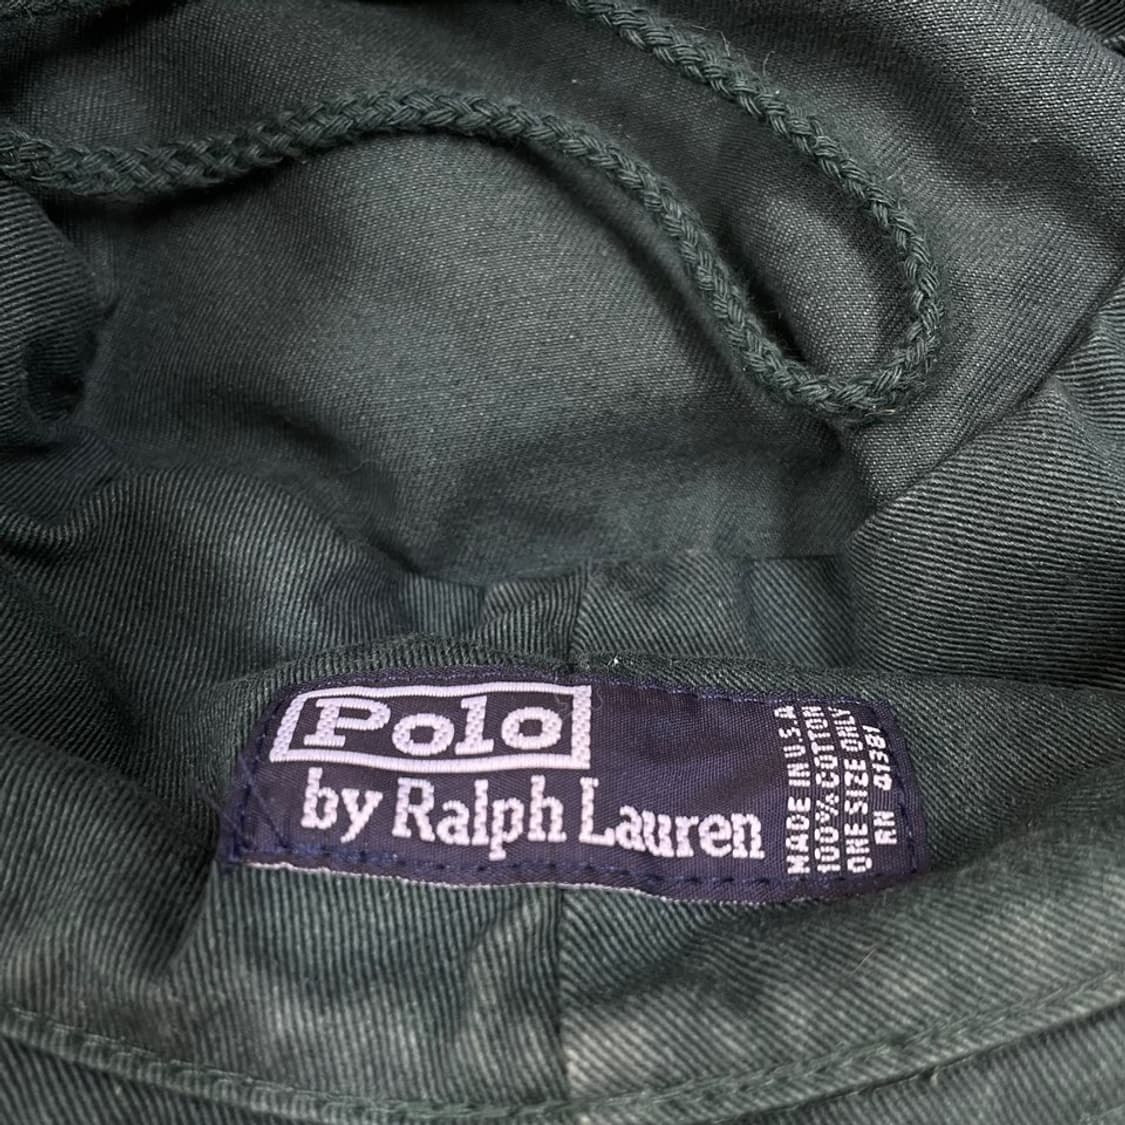 Polo
by Ralph Lauren
MADE IN U.S.A
100% COTTON
ONE SIZE ONLY
RN 41381